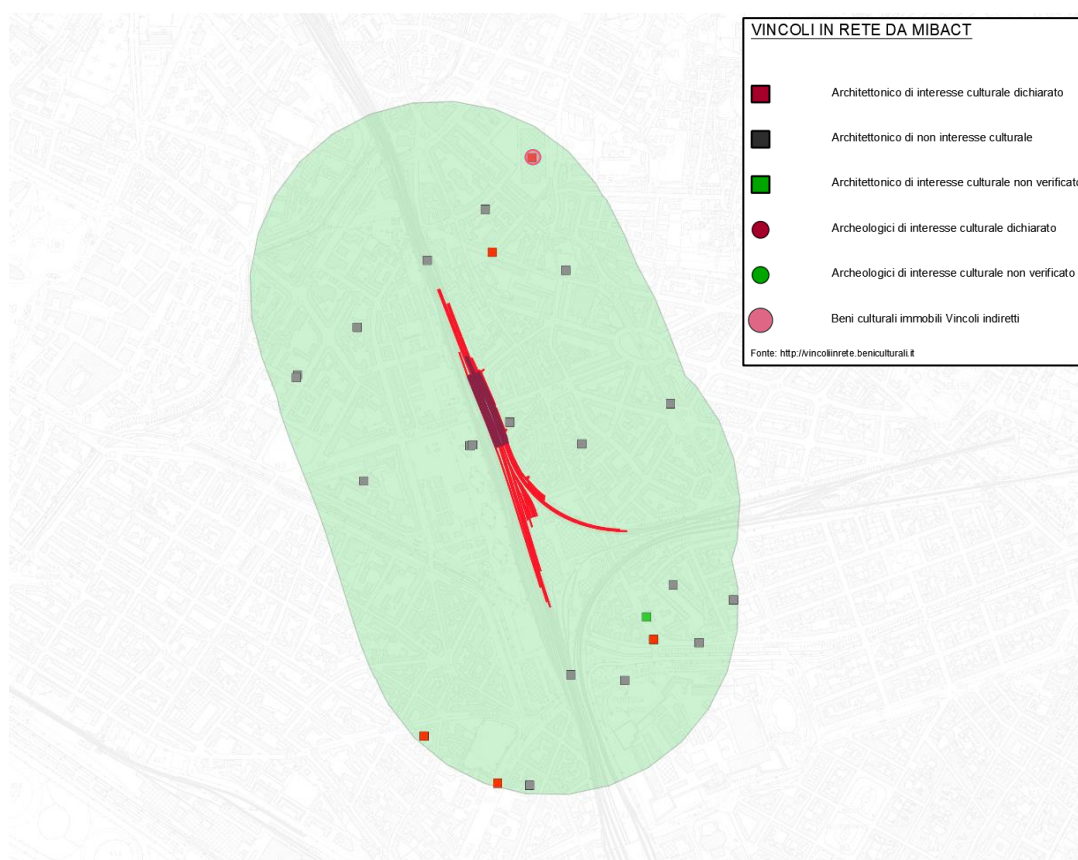 VINCOLI IN RETE DA MIBACT
Architettonico di interesse culturale dichiarato
Architettonico di non interesse culturale
Architettonico di interesse culturale non verificato
Archeologici di interesse culturale dichiarato
Archeologici di interesse culturale non verificato
Beni culturali immobili Vincoli indiretti
Fonte: http://vincoliinrete.beniculturali.it